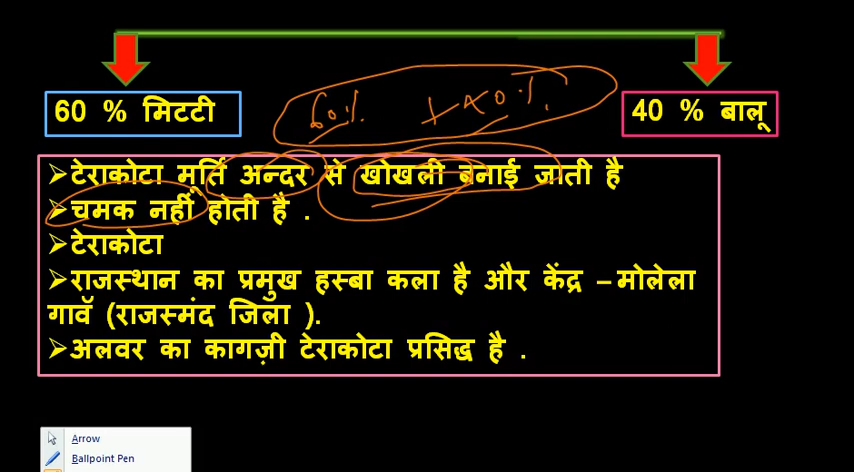 60 % मिटटी
60% + 40%.
40 % बालू
➢टेराकोटा मूर्ति अन्दर से खोखली बनाई जाती है
➢चमक नहीं होती है .
➢टेराकोटा
➢राजस्थान का प्रमुख हस्बा कला है और केंद्र – मोलेला
गावॅ (राजस्मंद जिला ).
➢अलवर का कागज़ी टेराकोटा प्रसिद्ध है .
Arrow
Ballpoint Pen